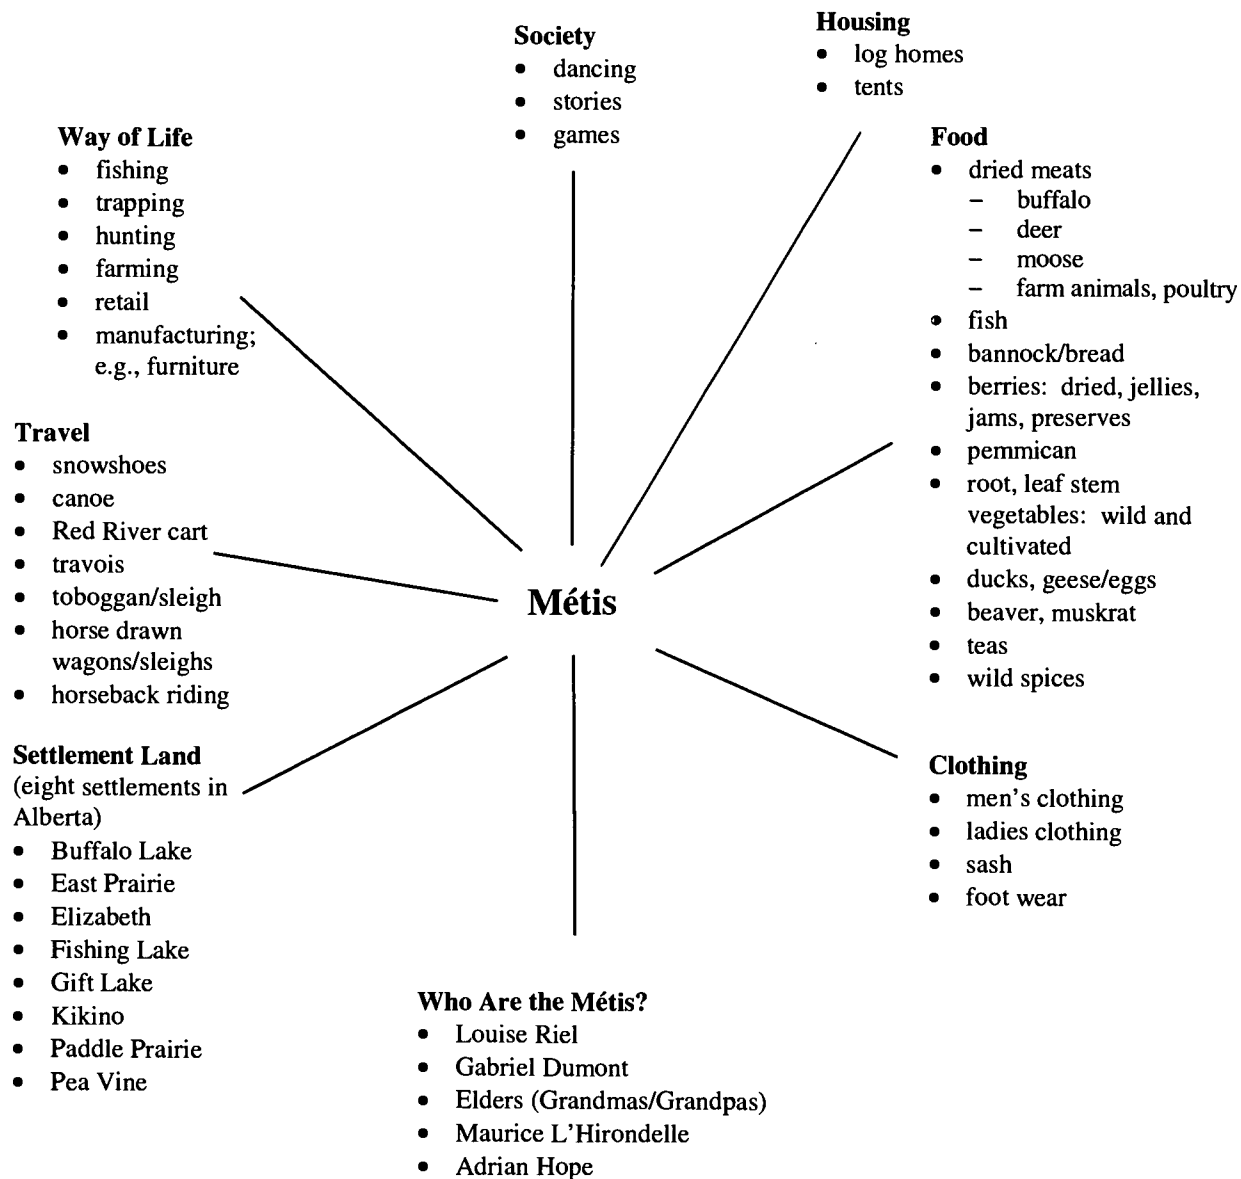 Society
• dancing
• stories
• games
Housing
• log homes
• tents
Way of Life
• fishing
• trapping
• hunting
• farming
• retail
• manufacturing;
e.g., furniture
Food
• dried meats
– buffalo
– deer
– moose
– farm animals, poultry
• fish
• bannock/bread
• berries: dried, jellies,
jams, preserves
• pemmican
• root, leaf stem
vegetables: wild and
cultivated
• ducks, geese/eggs
• beaver, muskrat
• teas
• wild spices
Travel
• snowshoes
• canoe
• Red River cart
• travois
• toboggan/sleigh
• horse drawn
wagons/sleighs
• horseback riding
Métis
Settlement Land
(eight settlements in
Alberta)
• Buffalo Lake
• East Prairie
• Elizabeth
• Fishing Lake
• Gift Lake
• Kikino
• Paddle Prairie
• Pea Vine
Clothing
• men's clothing
• ladies clothing
• sash
• foot wear
Who Are the Métis?
• Louise Riel
• Gabriel Dumont
• Elders (Grandmas/Grandpas)
• Maurice L'Hirondelle
• Adrian Hope